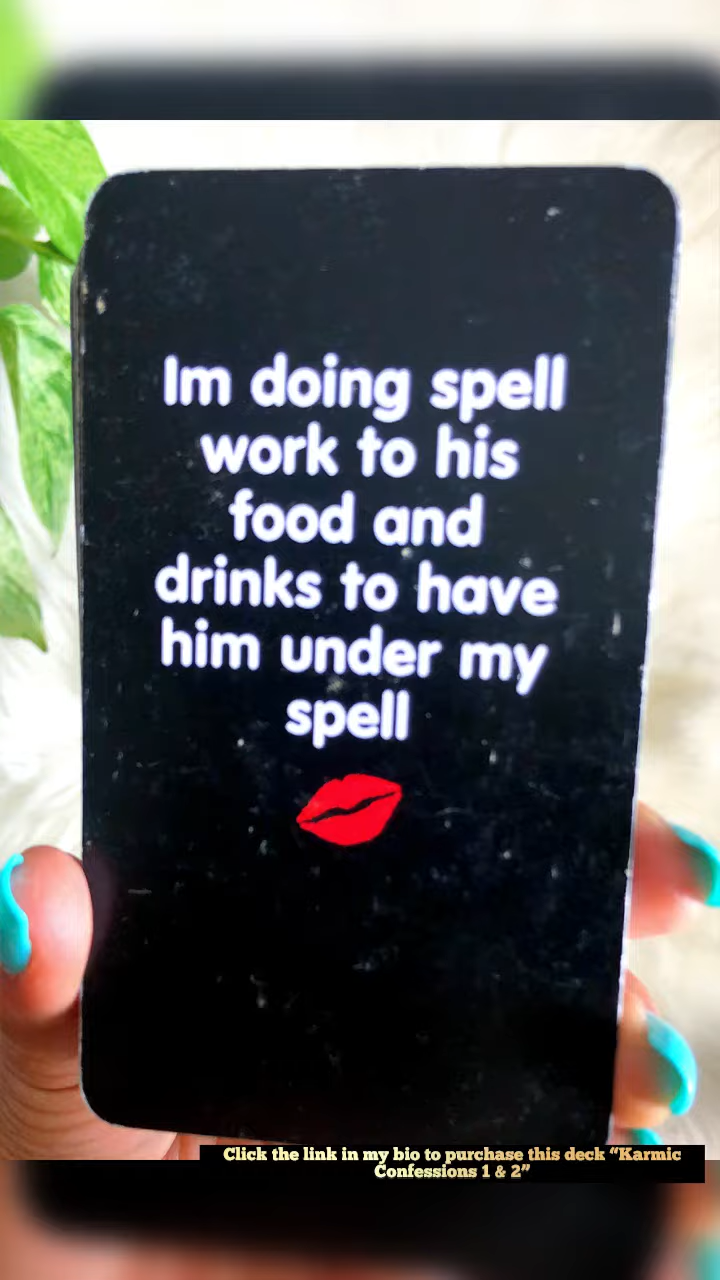 Im doing spell
work to his
food and
drinks to have
him under my
spell
Click the link in my bio to purchase this deck “Karmic
Confessions 1 & 2”